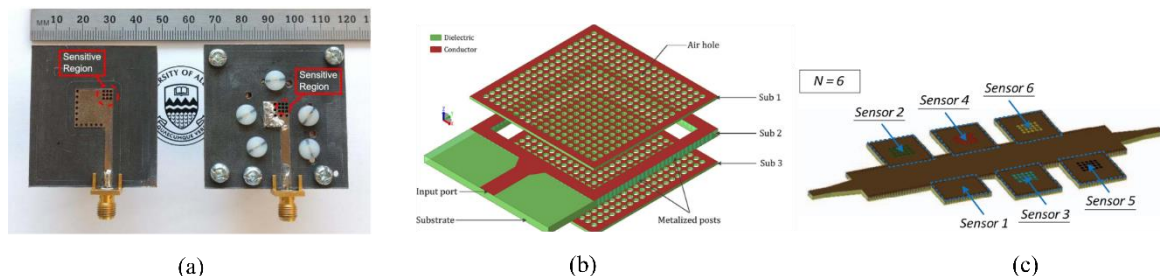 MM 10 20 30 40 50 60 70 80 90 100 110 120
Sensitive
Region
Sensitive
Region
(a)
Dielectric
Conductor
Air hole
Sub 1
Sub 2
Sub 3
Input port
Substrate
Metalized posts
(b)
N = 6
Sensor 2
Sensor 4
Sensor 6
Sensor 1
Sensor 3
Sensor 5
(c)